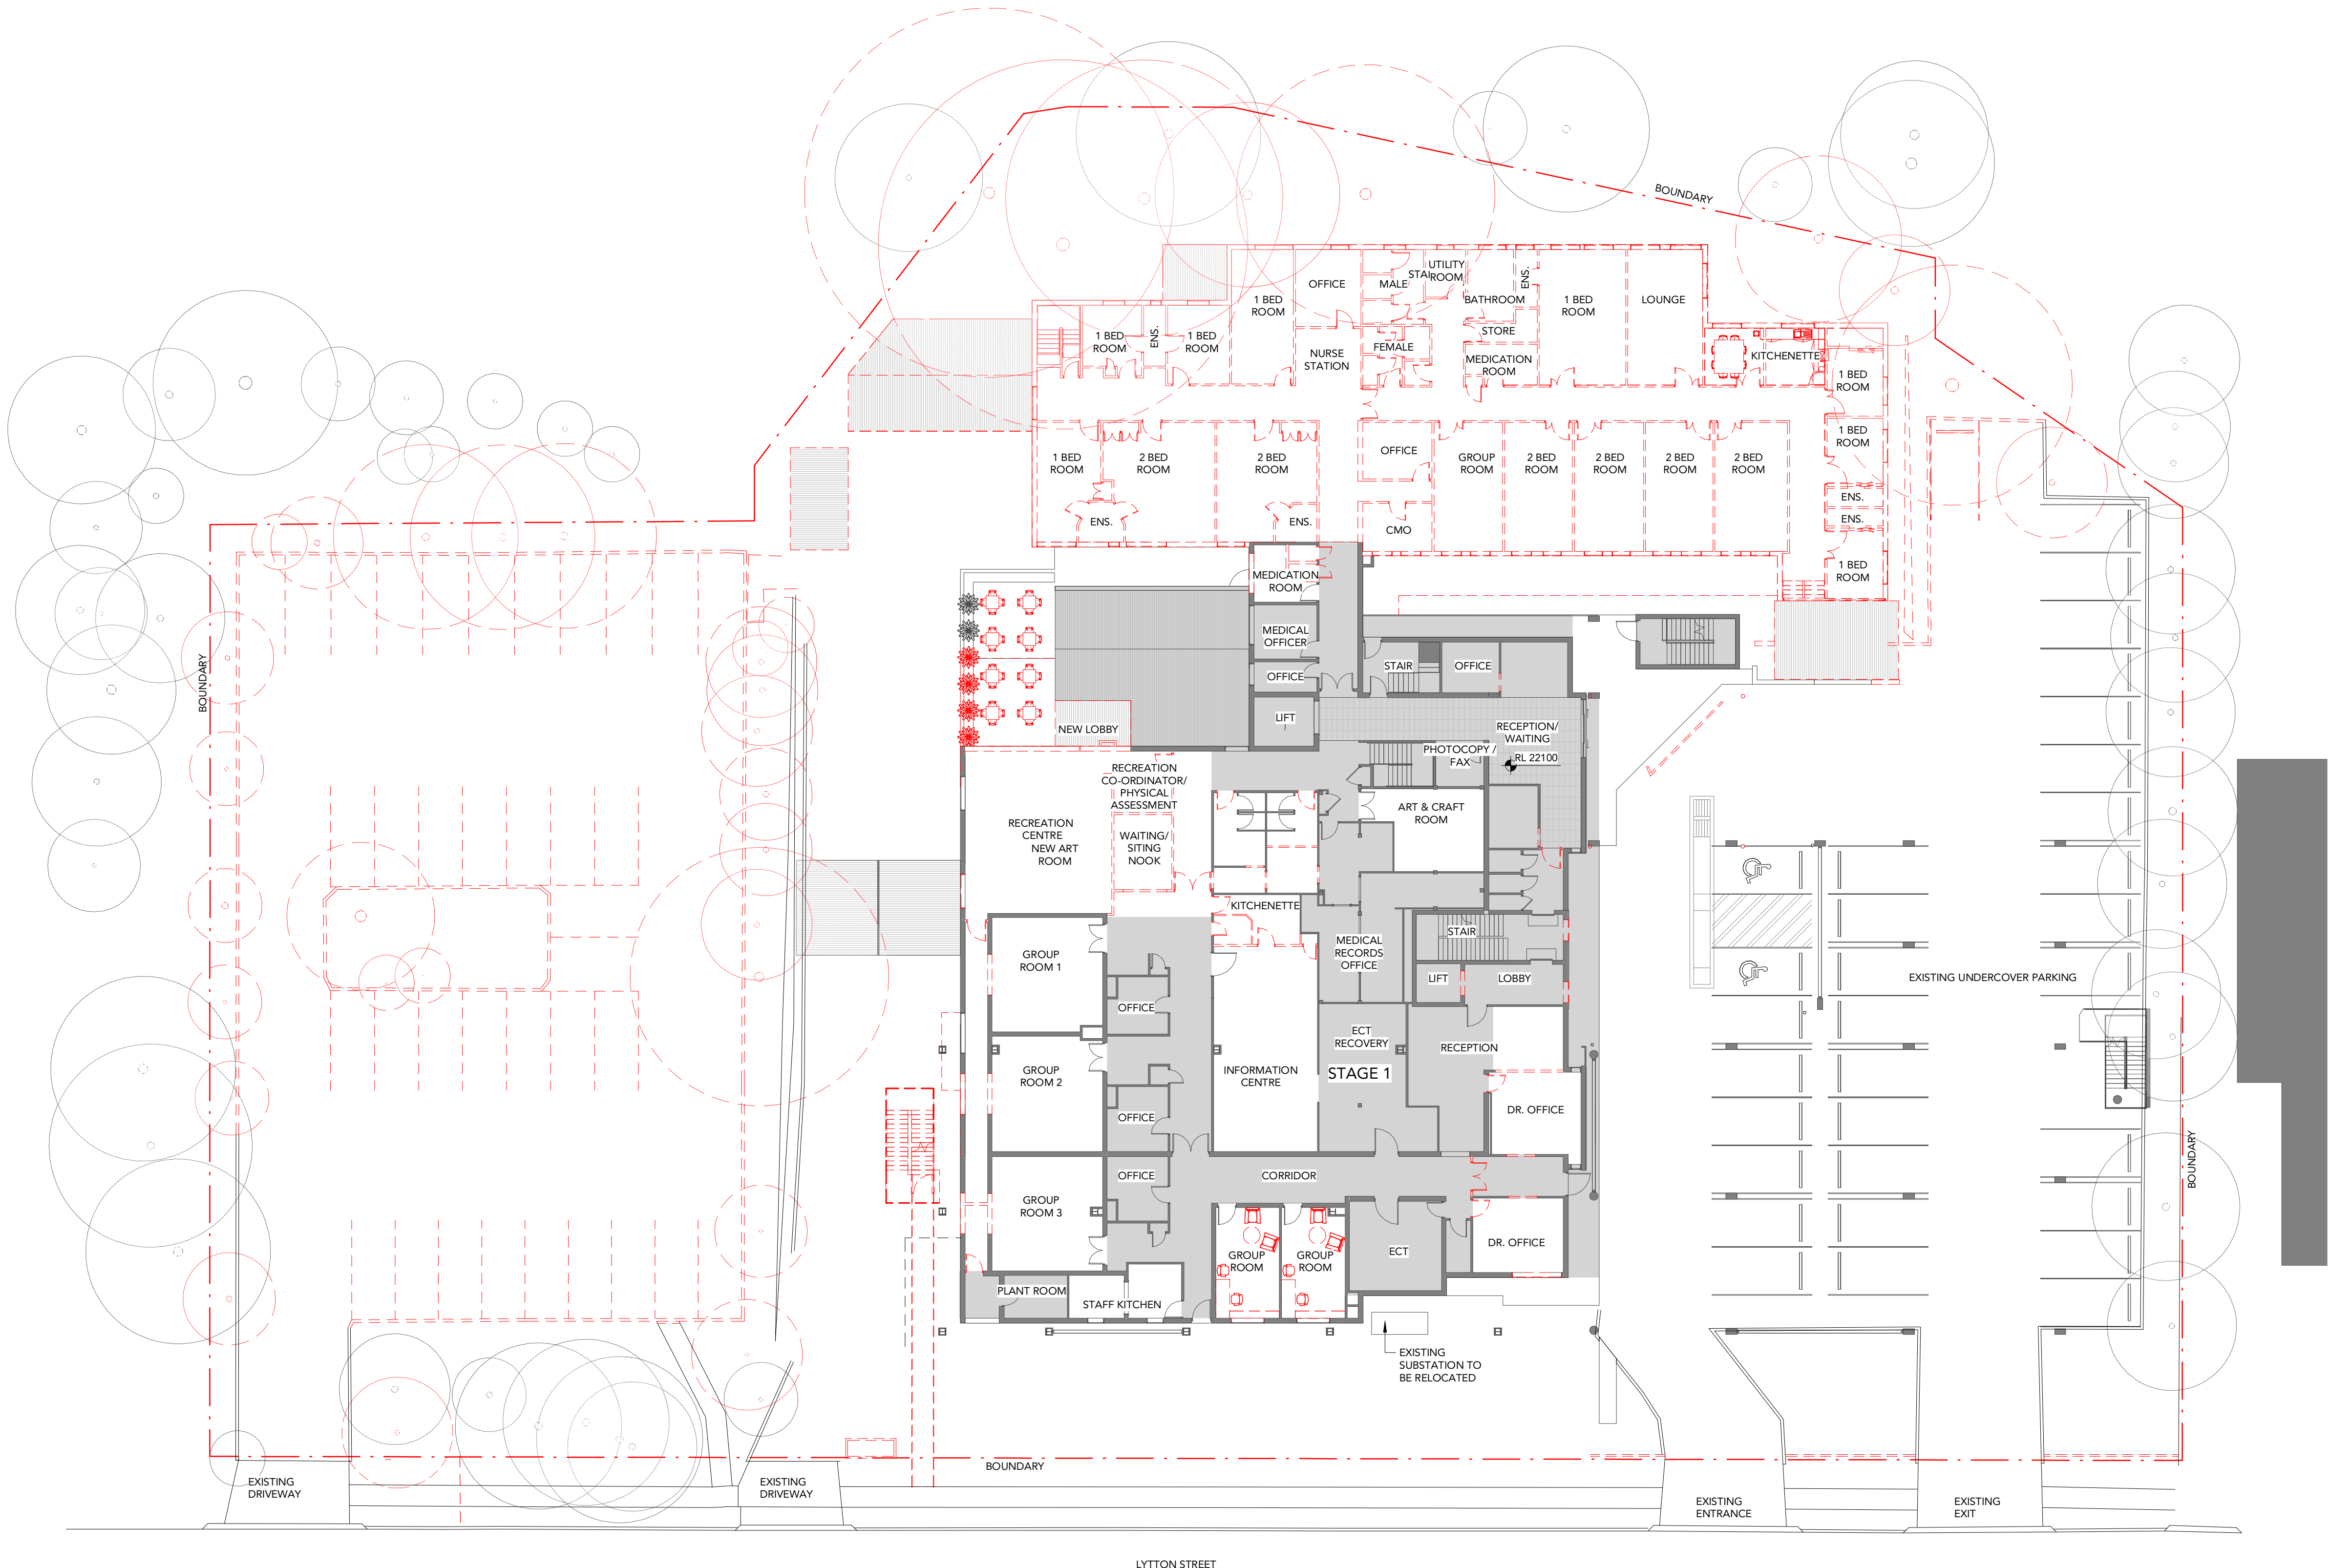 BOUNDARY
1 BED
ROOM
OFFICE
MALE
UTILITY
ROOM
BATHROOM
ENS.
1 BED
ROOM
LOUNGE
1 BED
ROOM
ENS.
1 BED
ROOM
NURSE
STATION
FEMALE
STORE
MEDICATION
ROOM
KITCHENETTE
1 BED
ROOM
1 BED
ROOM
1 BED
ROOM
2 BED
ROOM
2 BED
ROOM
OFFICE
GROUP
ROOM
2 BED
ROOM
2 BED
ROOM
2 BED
ROOM
2 BED
ROOM
ENS.
ENS.
ENS.
ENS.
CMO
1 BED
ROOM
MEDICATION
ROOM
MEDICAL
OFFICER
OFFICE
STAIR
OFFICE
BOUNDARY
LIFT
NEW LOBBY
RECEPTION/
WAITING
PHOTOCOPY /
FAX
RL 22100
RECREATION
CO-ORDINATOR/
PHYSICAL
ASSESSMENT
RECREATION
CENTRE
NEW ART
ROOM
WAITING/
SITING
NOOK
ART & CRAFT
ROOM
KITCHENETTE
STAIR
GROUP
ROOM 1
MEDICAL
RECORDS
OFFICE
LIFT
LOBBY
EXISTING UNDERCOVER PARKING
OFFICE
ECT
RECOVERY
RECEPTION
GROUP
ROOM 2
INFORMATION
CENTRE
STAGE 1
OFFICE
DR. OFFICE
BOUNDARY
OFFICE
CORRIDOR
GROUP
ROOM 3
GROUP
ROOM
GROUP
ROOM
ECT
DR. OFFICE
PLANT ROOM
STAFF KITCHEN
EXISTING
SUBSTATION TO
BE RELOCATED
BOUNDARY
EXISTING
DRIVEWAY
EXISTING
DRIVEWAY
EXISTING
ENTRANCE
EXISTING
EXIT
LYTTON STREET